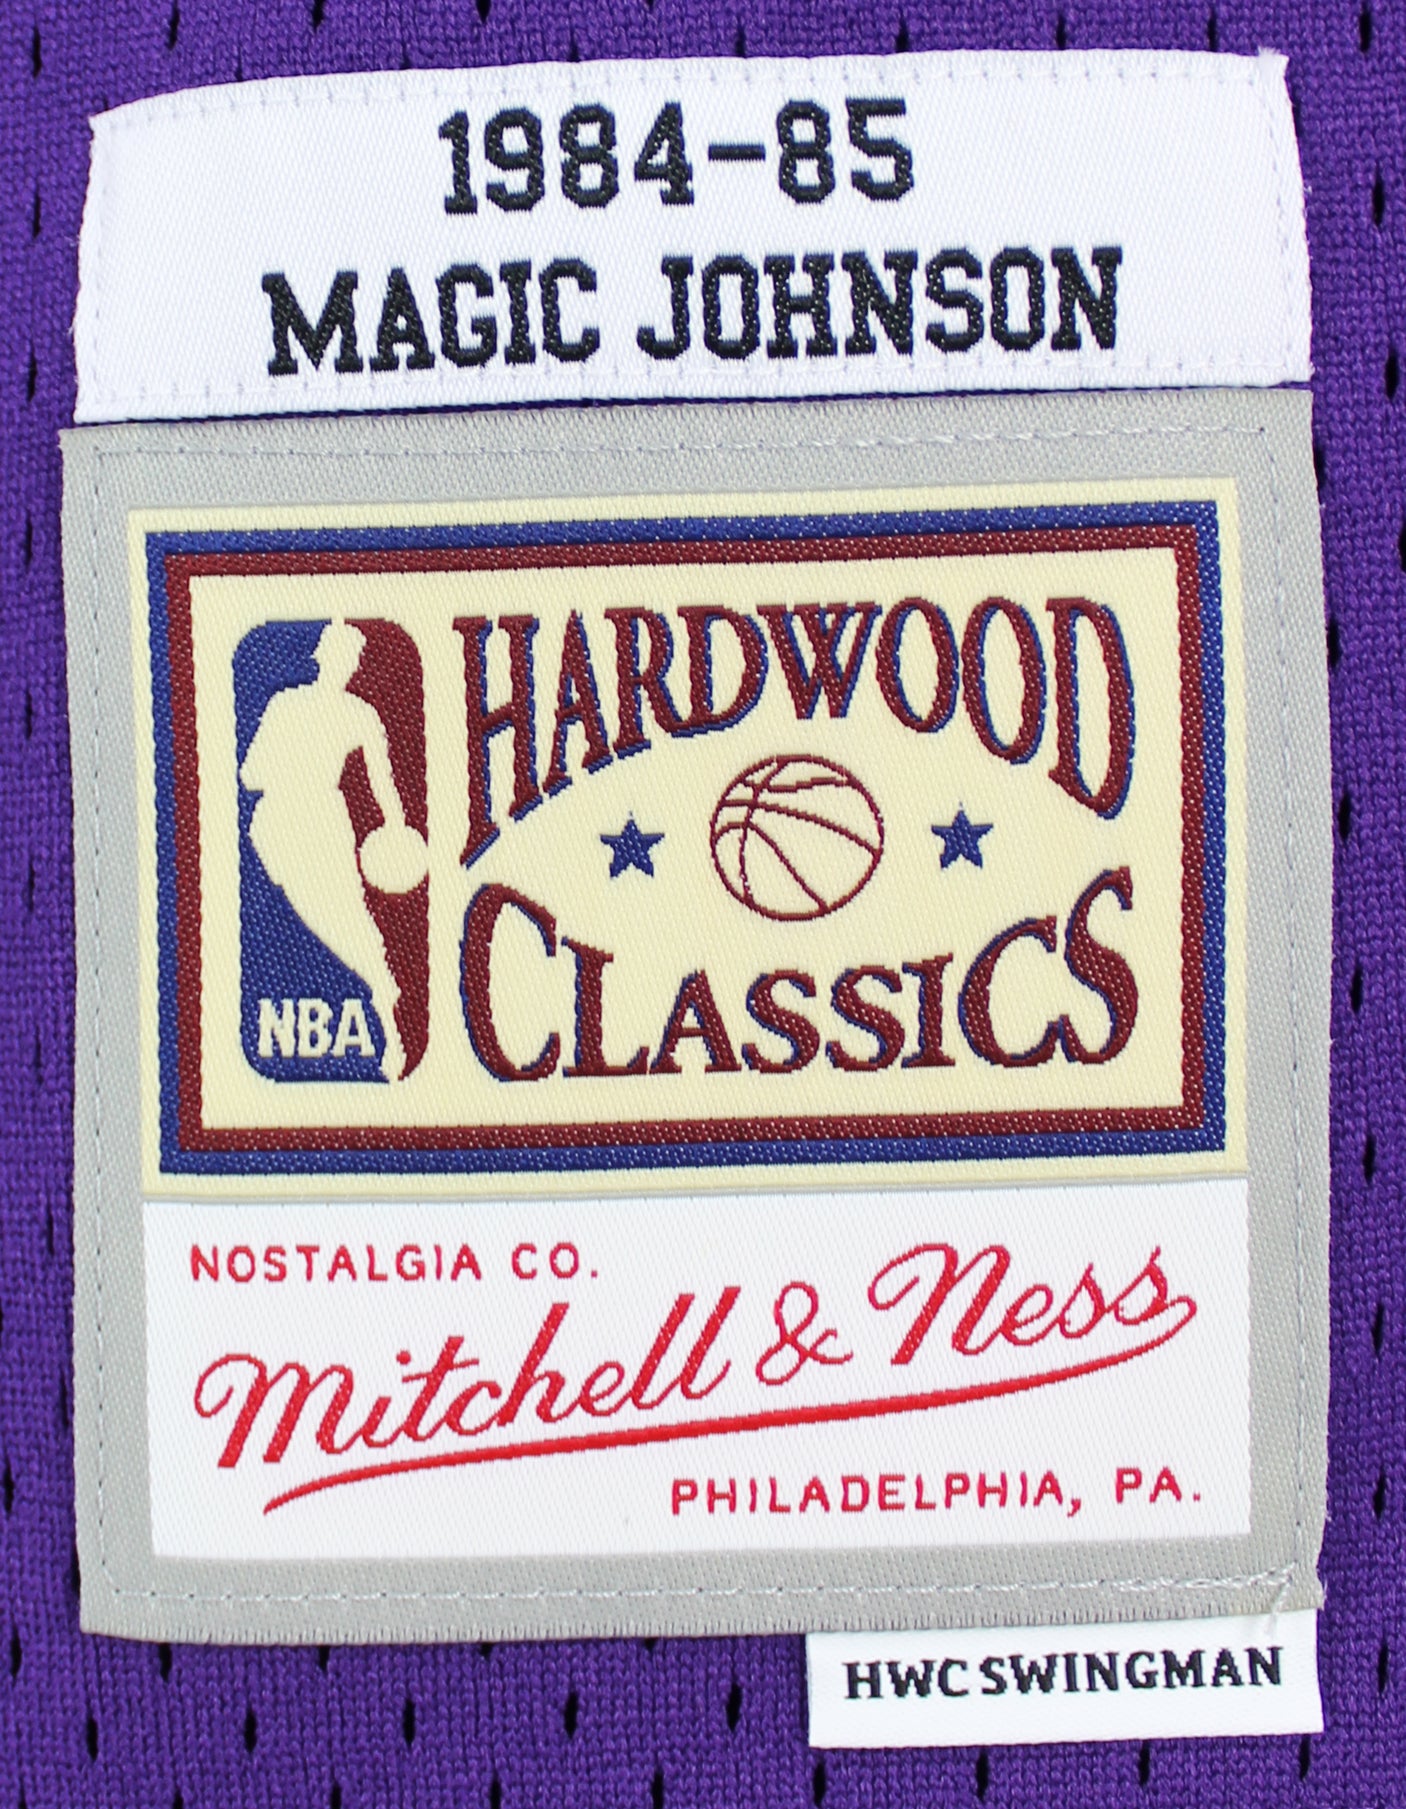 1984-85
MAGIC JOHNSON
HARDWOOD
CLASSICS
NBA
NOSTALGIA CO.
Mitchell & Ness
PHILADELPHIA, PA.
HWC SWINGMAN